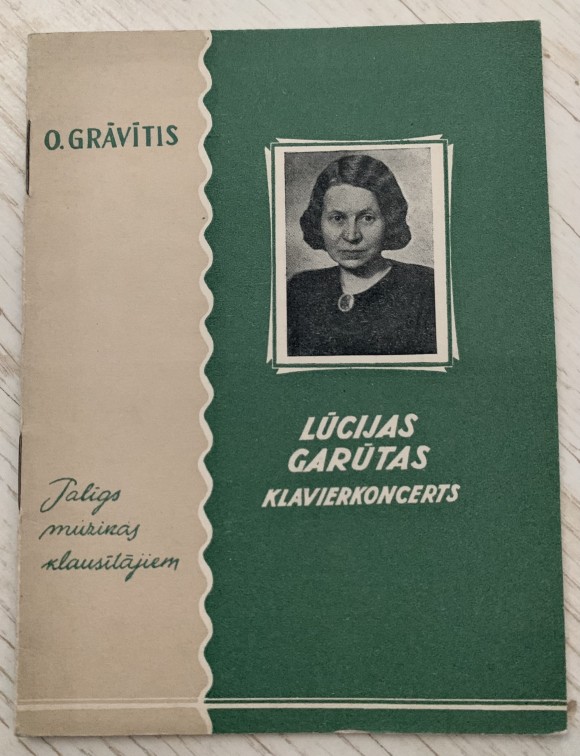 O. GRĀVĪTIS
LŪCIJAS
GARŪTAS
KLAVIERKONCERTS
Palīgs
mūzikas
klausītājiem